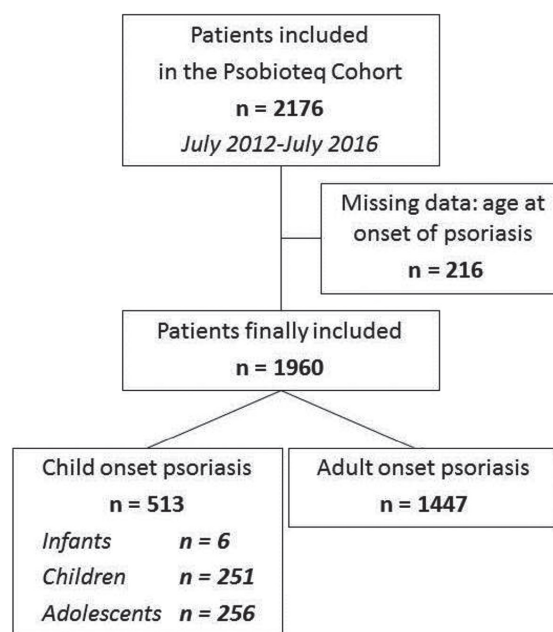 Patients included
in the Psobioteq Cohort
n = 2176
July 2012-July 2016
Missing data: age at
onset of psoriasis
n = 216
Patients finally included
n = 1960
Child onset psoriasis
n = 513
Infants n = 6
Children n = 251
Adolescents n = 256
Adult onset psoriasis
n = 1447